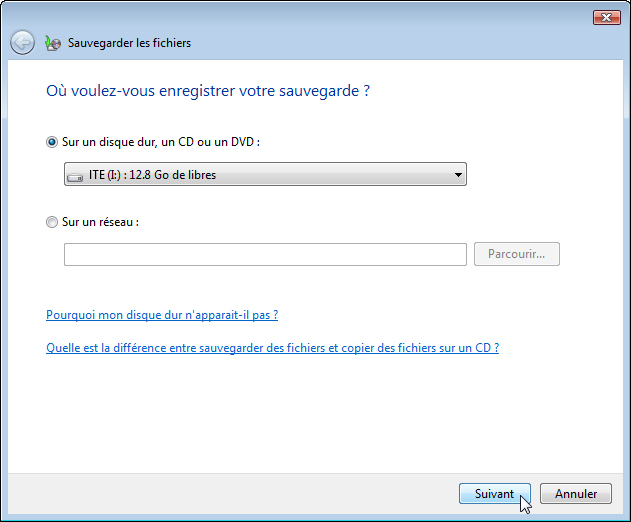 Sauvegarder les fichiers
Où voulez-vous enregistrer votre sauvegarde ?
Sur un disque dur, un CD ou un DVD :
ITE (I:) : 12.8 Go de libres
Sur un réseau :
Parcourir...
Pourquoi mon disque dur n'apparait-il pas ?
Quelle est la différence entre sauvegarder des fichiers et copier des fichiers sur un CD ?
Suivant Annuler